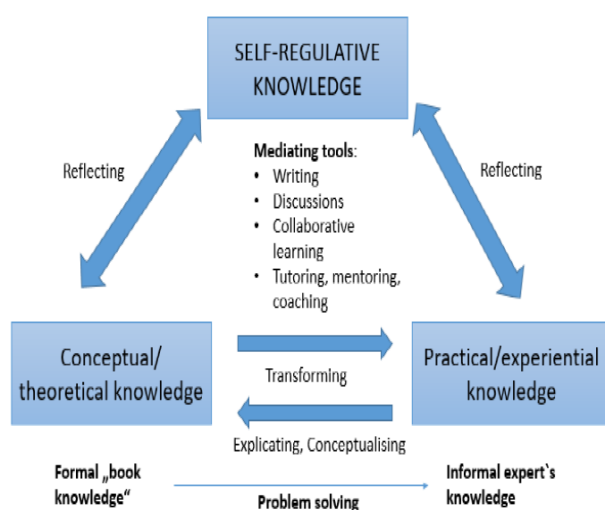 SELF-REGULATIVE
KNOWLEDGE
Reflecting
Mediating tools:
• Writing
• Discussions
• Collaborative
learning
• Tutoring, mentoring,
coaching
Reflecting
Conceptual/
theoretical knowledge
Transforming
Explicating, Conceptualising
Practical/experiential
knowledge
Formal „book
knowledge“
Problem solving
Informal expert`s
knowledge